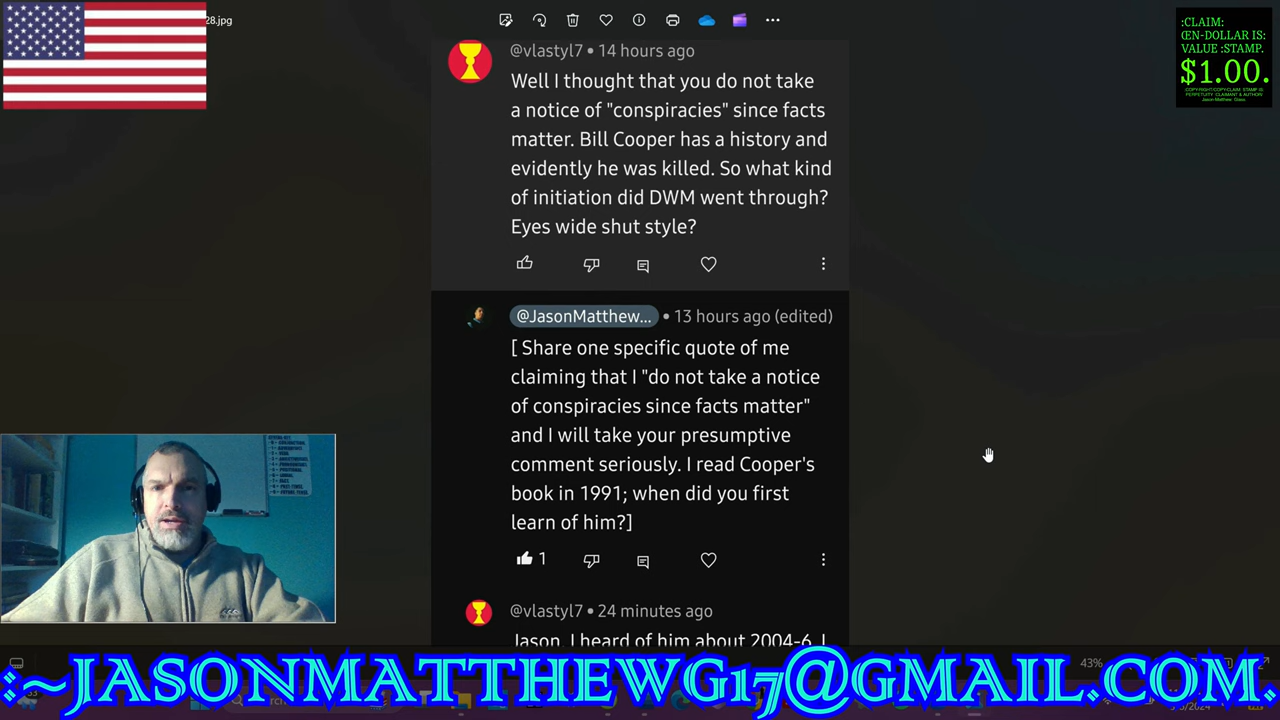 28.jpg
:CLAIM:
VALUE :STAMP.
$1.00.
@vlastyl7 • 14 hours ago
Well I thought that you do not take
a notice of "conspiracies" since facts
matter. Bill Cooper has a history and
evidently he was killed. So what kind
of initiation did DWM went through?
Eyes wide shut style?
@JasonMatthew... • 13 hours ago (edited)
[ Share one specific quote of me
claiming that I "do not take a notice
of conspiracies since facts matter"
and I will take your presumptive
comment seriously. I read Cooper's
book in 1991; when did you first
learn of him?]
1
@vlastyl7 • 24 minutes ago
Jason, I heard of him about 2004-6. I
43%
:~JASONMATTHEWG17@GMAIL.COM.